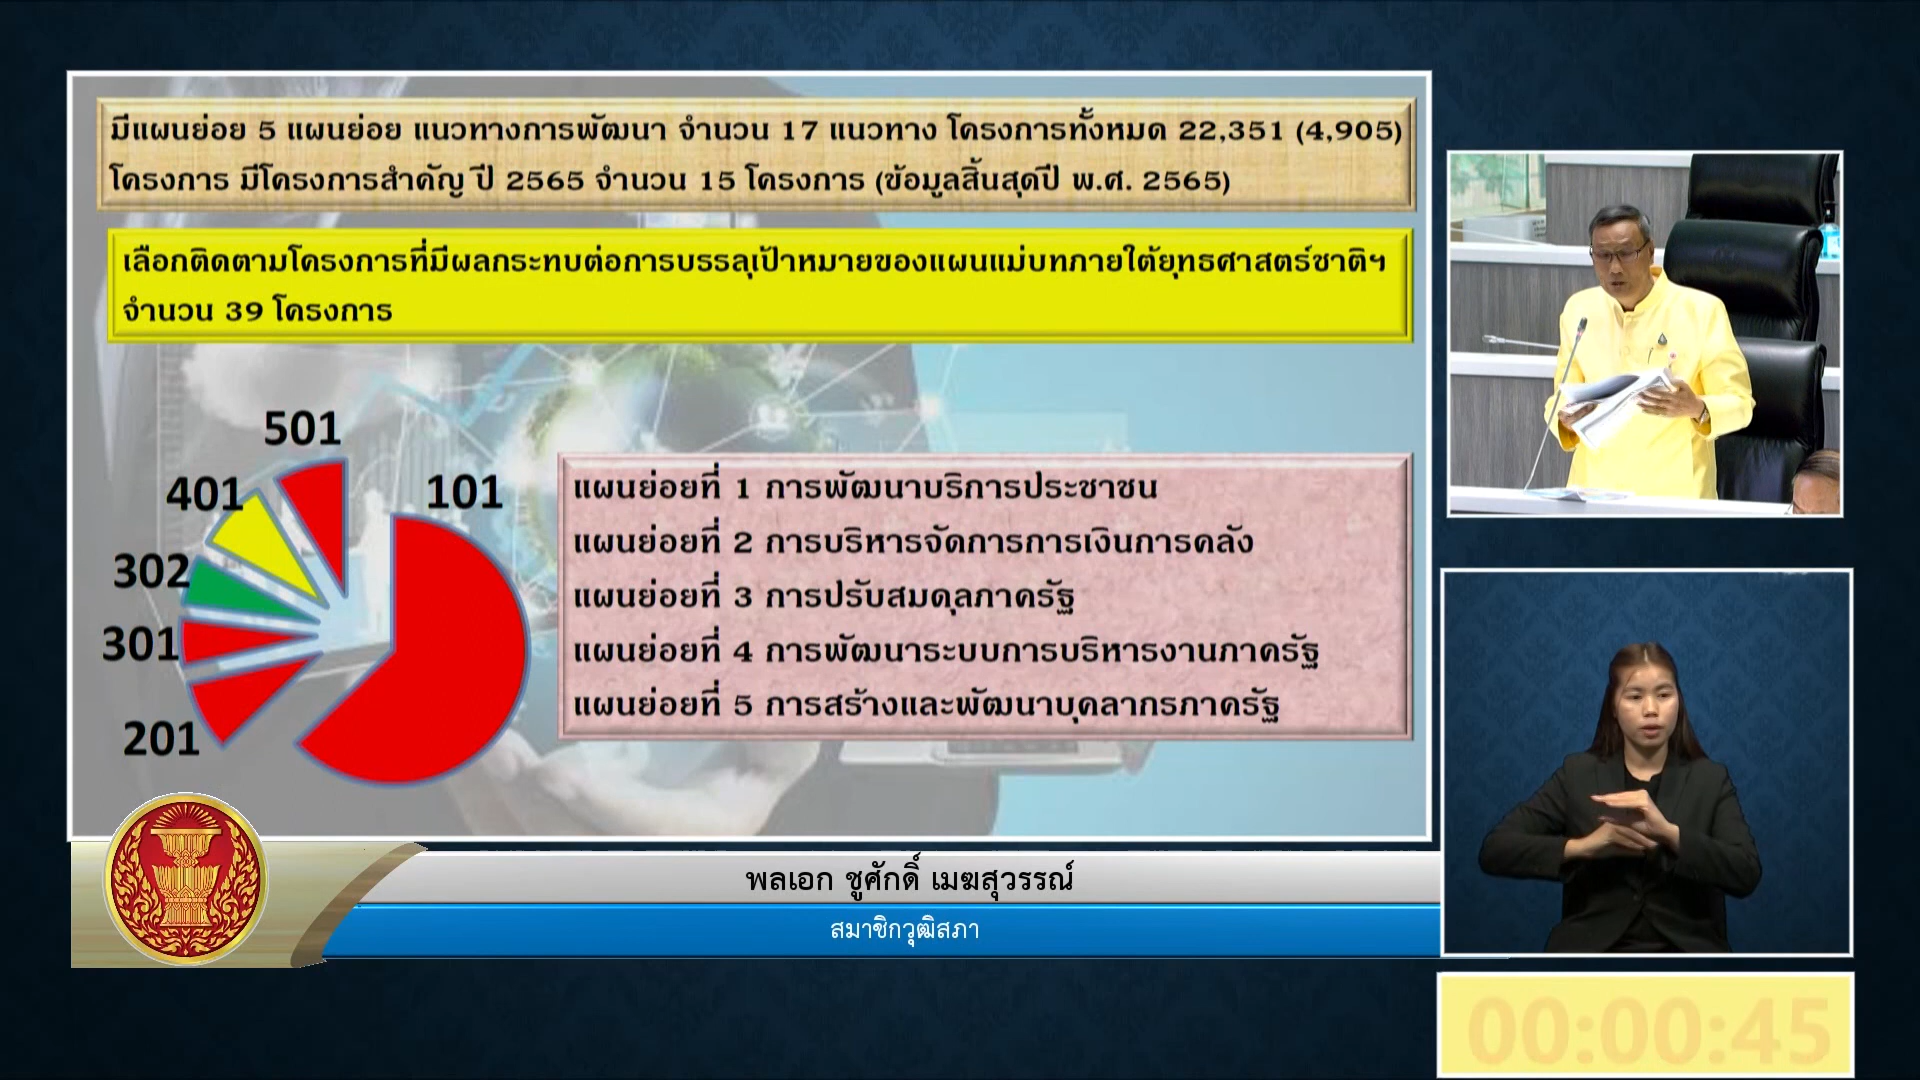 มีแผนย่อย 5 แผนย่อย แนวทางการพัฒนา จำนวน 17 แนวทาง โครงการทั้งหมด 22,351 (4,905)
โครงการ มีโครงการสำคัญ ปี 2565 จำนวน 15 โครงการ (ข้อมูลสิ้นสุดปี พ.ศ. 2565)
เลือกติดตามโครงการที่มีผลกระทบต่อการบรรลุเป้าหมายของแผนแม่บทภายใต้ยุทธศาสตร์ชาติฯ
จำนวน 39 โครงการ
501
401
101
302
301
201
แผนย่อยที่ 1 การพัฒนาบริการประชาชน
แผนย่อยที่ 2 การบริหารจัดการการเงินการคลัง
แผนย่อยที่ 3 การปรับสมดุลภาครัฐ
แผนย่อยที่ 4 การพัฒนาระบบการบริหารงานภาครัฐ
แผนย่อยที่ 5 การสร้างและพัฒนาบุคลากรภาครัฐ
พลเอก ชูศักดิ์ เมฆสุวรรณ์
สมาชิกวุฒิสภา
00:00:45